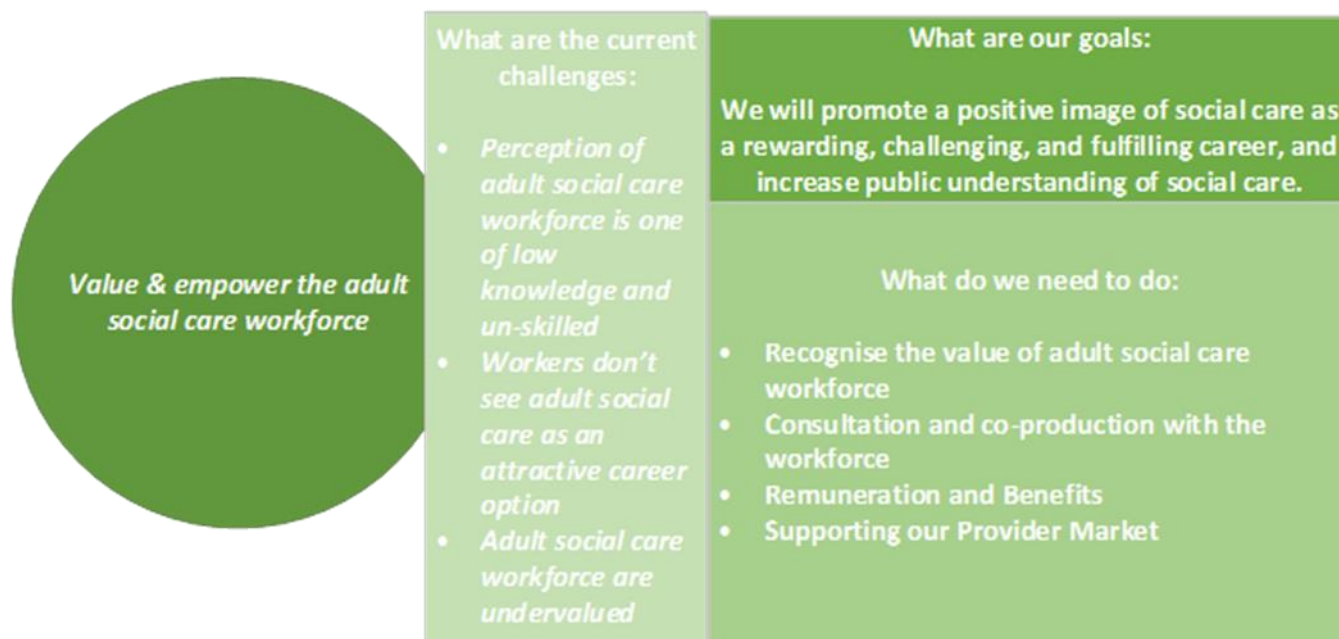 Value & empower the adult
social care workforce
What are the current
challenges:
• Perception of
adult social care
workforce is one
of low
knowledge and
un-skilled
• Workers don’t
see adult social
care as an
attractive career
option
• Adult social care
workforce are
undervalued
What are our goals:
We will promote a positive image of social care as
a rewarding, challenging, and fulfilling career, and
increase public understanding of social care.
What do we need to do:
• Recognise the value of adult social care
workforce
• Consultation and co-production with the
workforce
• Remuneration and Benefits
• Supporting our Provider Market